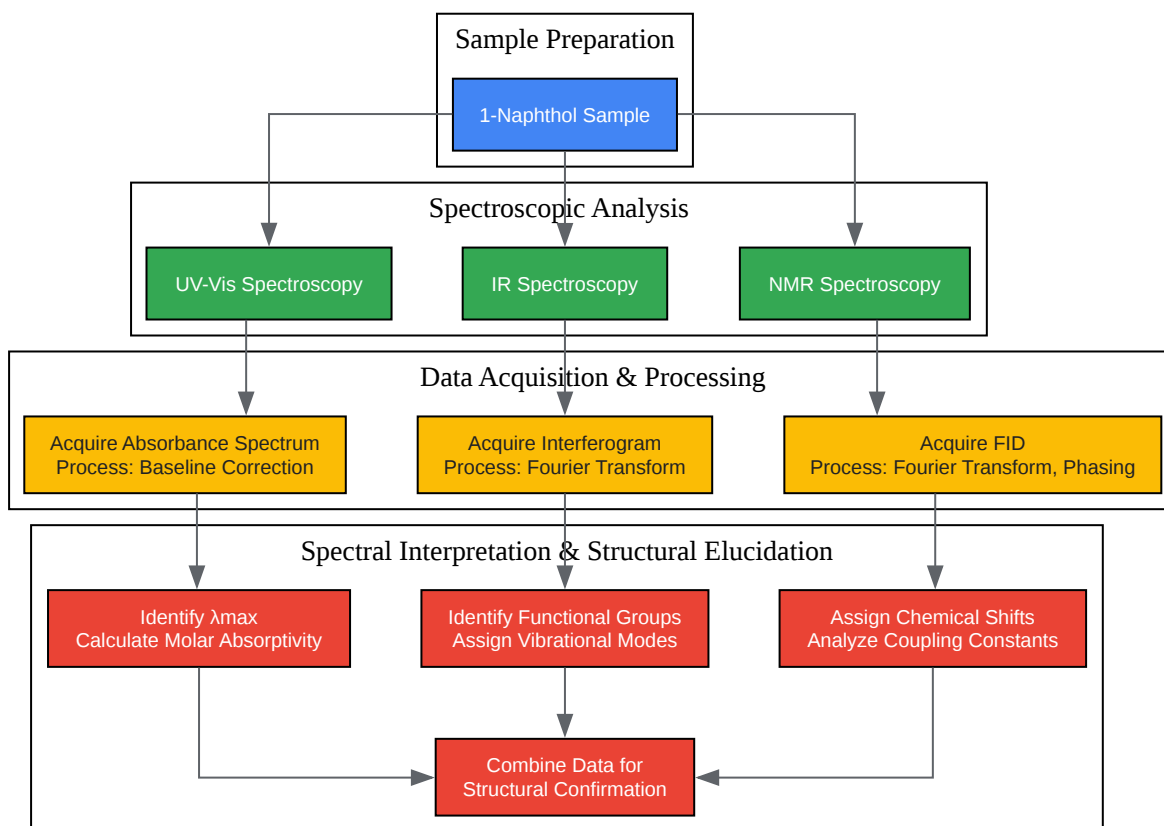 Sample Preparation
1-Naphthol Sample
Spectroscopic Analysis
UV-Vis Spectroscopy
IR Spectroscopy
NMR Spectroscopy
Data Acquisition & Processing
Acquire Absorbance Spectrum
Process: Baseline Correction
Acquire Interferogram
Process: Fourier Transform
Acquire FID
Process: Fourier Transform, Phasing
Spectral Interpretation & Structural Elucidation
Identify λmax
Calculate Molar Absorptivity
Identify Functional Groups
Assign Vibrational Modes
Assign Chemical Shifts
Analyze Coupling Constants
Combine Data for
Structural Confirmation